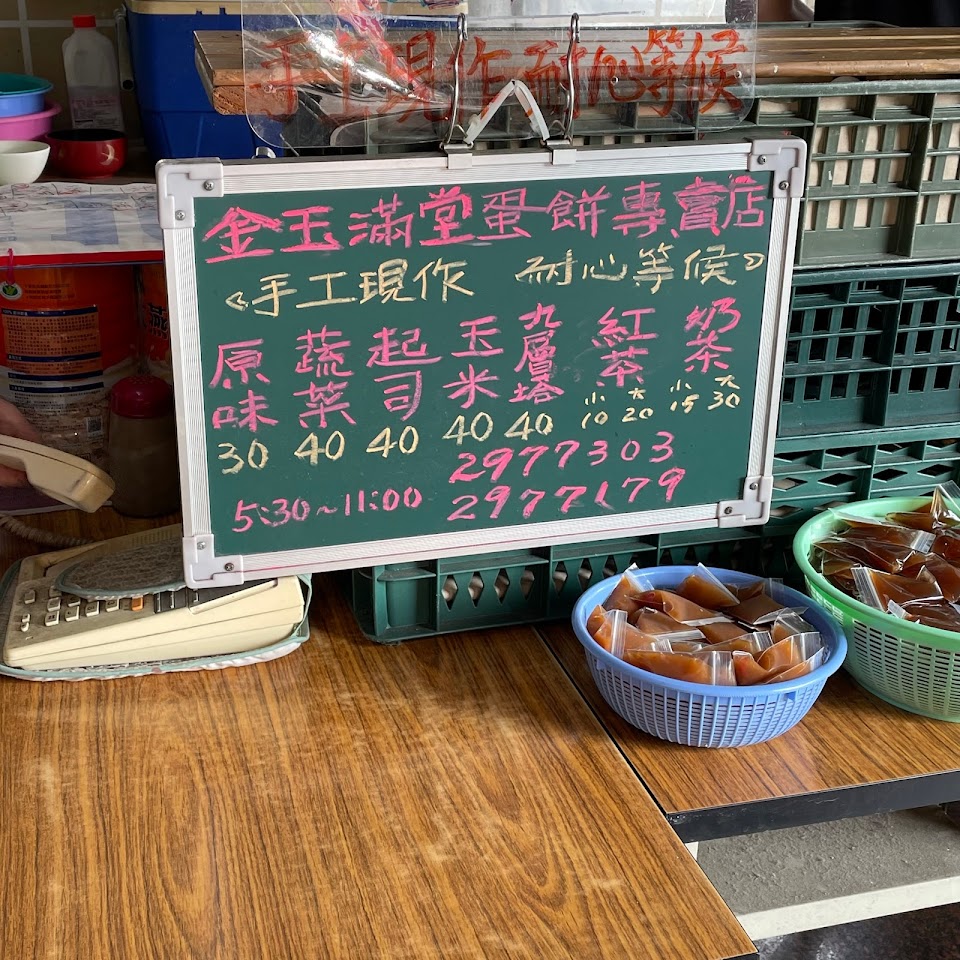 手工現作耐心等候
金玉滿堂蛋餅專賣店
《手工現作 耐心等候》
原味 蔬菜 起司 玉米 九層塔 紅茶 奶茶
小 大 小 大
30 40 40 40 40 10 20 15 30
2977303
5:30~11:00 2977179